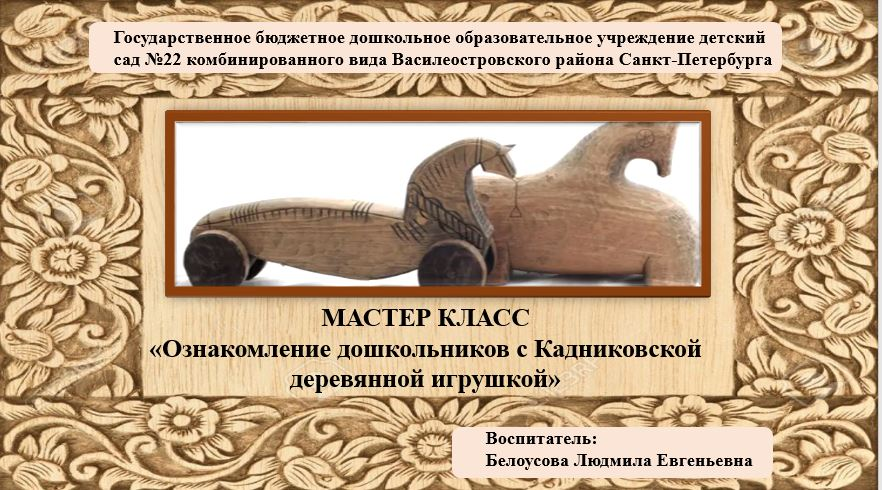 Государственное бюджетное дошкольное образовательное учреждение детский
сад №22 комбинированного вида Василеостровского района Санкт-Петербурга
МАСТЕР КЛАСС
«Ознакомление дошкольников с Кадниковской
деревянной игрушкой»
Воспитатель:
Белоусова Людмила Евгеньевна